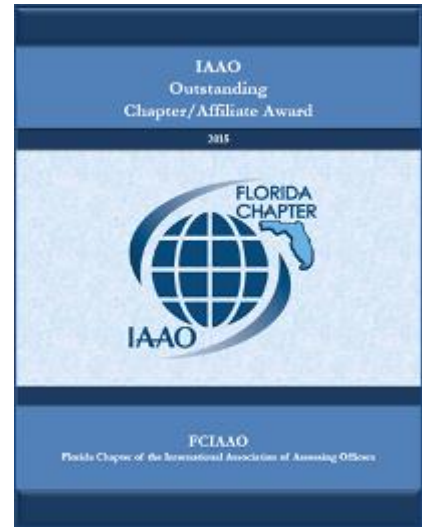 IAAO
Outstanding
Chapter/Affiliate Award
2015
FLORIDA
CHAPTER
IAAO
FCIAAO
Florida Chapter of the International Association of Assessing Officers